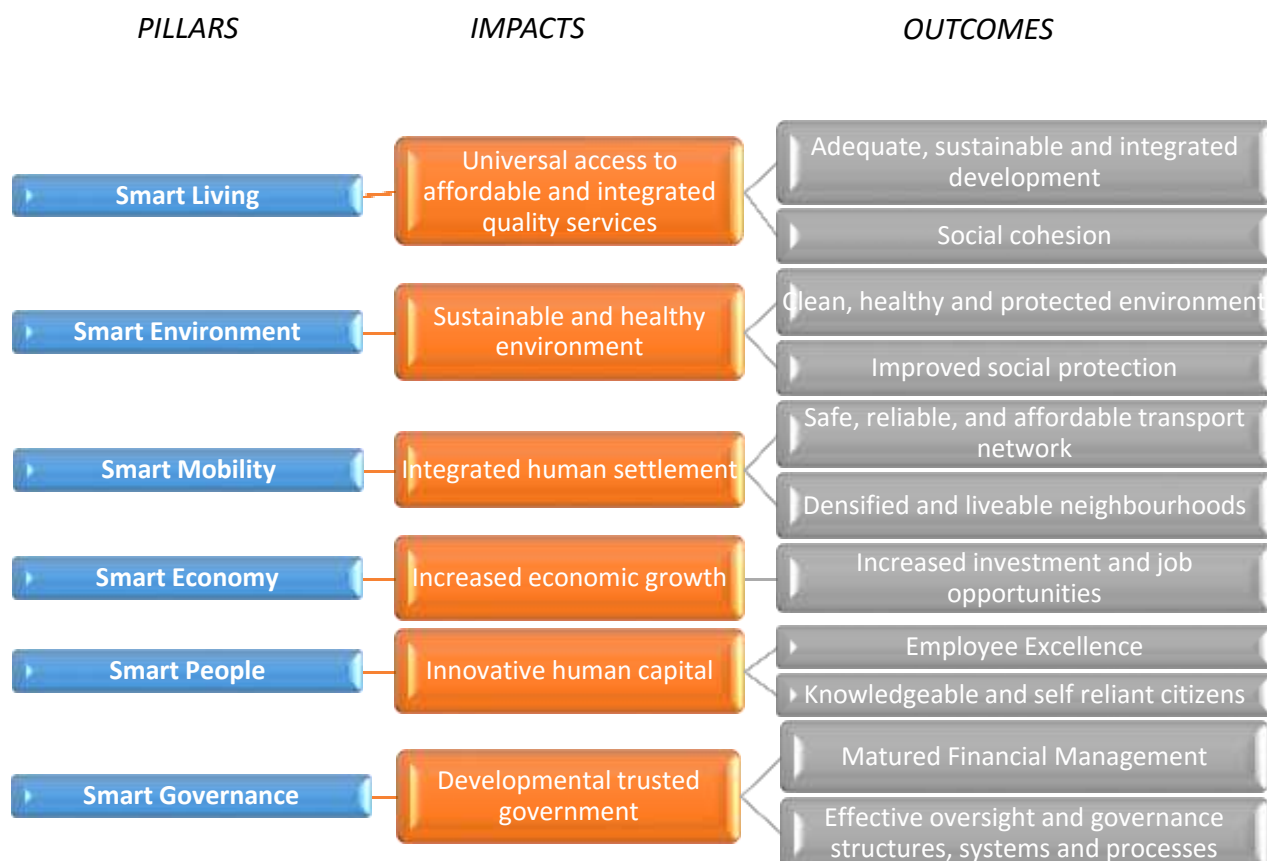 PILLARS
IMPACTS
OUTCOMES
Smart Living
Universal access to
affordable and integrated
quality services
Adequate, sustainable and integrated
development
Social cohesion
Smart Environment
Sustainable and healthy
environment
Clean, healthy and protected environment
Improved social protection
Smart Mobility
Integrated human settlement
Safe, reliable, and affordable transport
network
Densified and liveable neighbourhoods
Smart Economy
Increased economic growth
Increased investment and job
opportunities
Smart People
Innovative human capital
Employee Excellence
Knowledgeable and self reliant citizens
Smart Governance
Developmental trusted
government
Matured Financial Management
Effective oversight and governance
structures, systems and processes